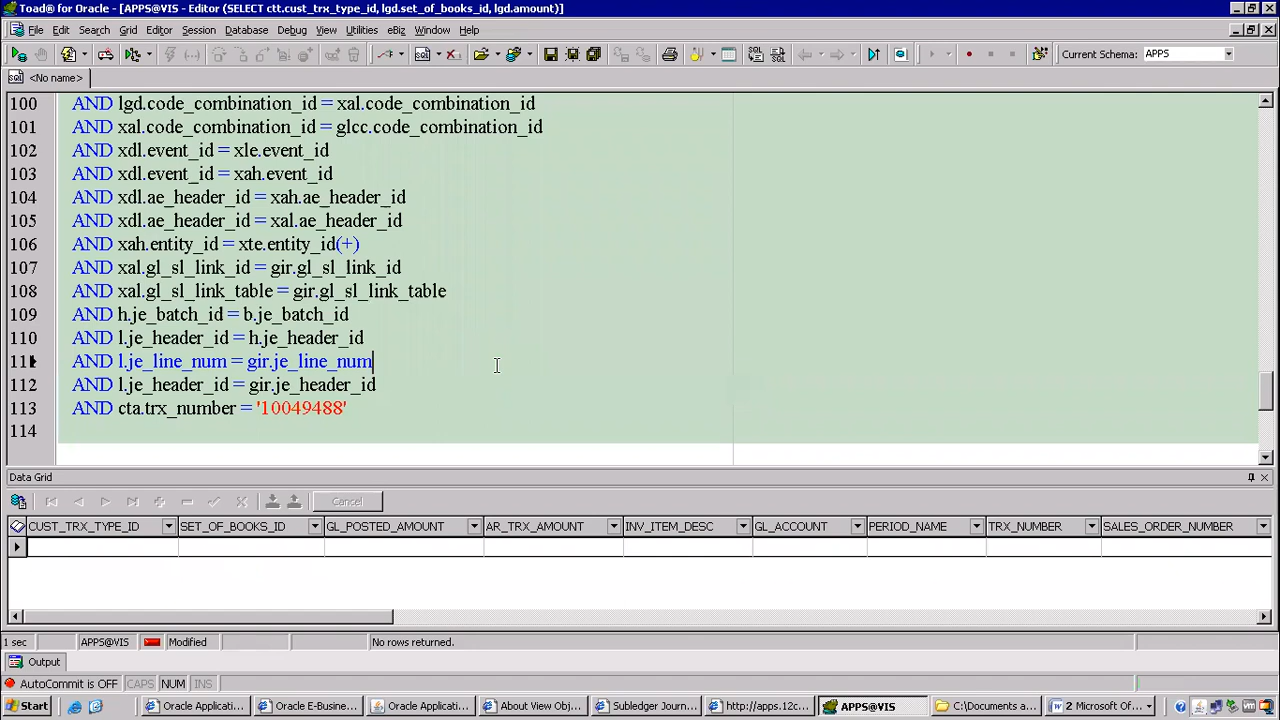 Toad® for Oracle - [APPS@VIS - Editor (SELECT ctt.cust_trx_type_id, lgd.set_of_books_id, lgd.amount)]
File Edit Search Grid Editor Session Database Debug View Utilities eBiz Window Help
Current Schema: APPS
<No name>
100 AND lgd.code_combination_id = xal.code_combination_id
101 AND xal.code_combination_id = glcc.code_combination_id
102 AND xdl.event_id = xle.event_id
103 AND xdl.event_id = xah.event_id
104 AND xdl.ae_header_id = xah.ae_header_id
105 AND xdl.ae_header_id = xal.ae_header_id
106 AND xah.entity_id = xte.entity_id(+)
107 AND xal.gl_sl_link_id = gir.gl_sl_link_id
108 AND xal.gl_sl_link_table = gir.gl_sl_link_table
109 AND h.je_batch_id = b.je_batch_id
110 AND l.je_header_id = h.je_header_id
111 AND l.je_line_num = gir.je_line_num
112 AND l.je_header_id = gir.je_header_id
113 AND cta.trx_number = '10049488'
114
Data Grid
Cancel
CUST_TRX_TYPE_ID SET_OF_BOOKS_ID GL_POSTED_AMOUNT AR_TRX_AMOUNT INV_ITEM_DESC GL_ACCOUNT PERIOD_NAME TRX_NUMBER SALES_ORDER_NUMBER
1 sec APPS@VIS Modified No rows returned.
Output
AutoCommit is OFF CAPS NUM INS
Start Oracle Applicati... Oracle E-Busine... Oracle Applicati... About View Obj... Subledger Journ... http://apps.12c... APPS@VIS C:\Documents a... 2 Microsoft Of...